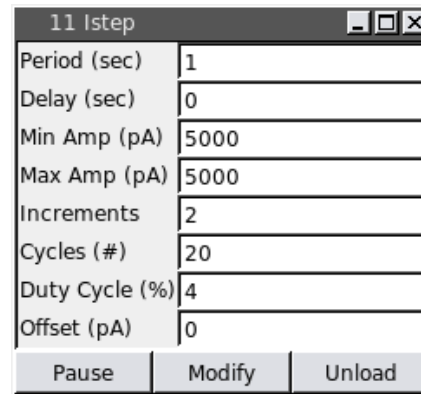 11 Istep
Period (sec) 1
Delay (sec) 0
Min Amp (pA) 5000
Max Amp (pA) 5000
Increments 2
Cycles (#) 20
Duty Cycle (%) 4
Offset (pA) 0
Pause Modify Unload